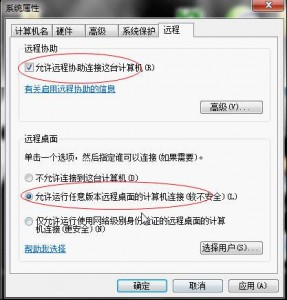 系统属性
计算机名 硬件 高级 系统保护 远程
远程协助
允许远程协助连接这台计算机(R)
有关启用远程协助的信息
高级(V)...
远程桌面
单击一个选项，然后指定谁可以连接(如果需要)。
不允许连接到这台计算机(D)
允许运行任意版本远程桌面的计算机连接(较不安全)(L)
仅允许运行使用网络级别身份验证的远程桌面的计算
机连接(更安全)(N)
帮助我选择
选择用户(S)...
确定 取消 应用(A)